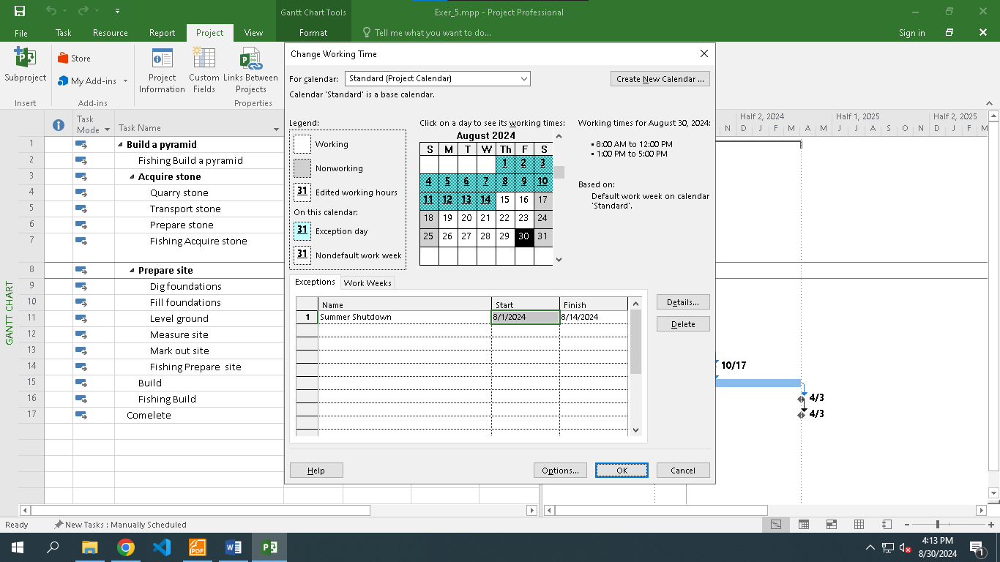 Gantt Chart Tools
Exer_5.mpp - Project Professional
File
Task
Resource
Report
Project
View
Format
Tell me what you want to do...
Sign in
Subproject
Store
My Add-ins
Project Information
Custom Fields
Links Between Projects
Insert
Add-ins
Properties
Change Working Time
For calendar:
Standard (Project Calendar)
Create New Calendar ...
Calendar 'Standard' is a base calendar.
Legend:
Working
Nonworking
31 Edited working hours
On this calendar:
31 Exception day
31 Nondefault work week
Click on a day to see its working times:
August 2024
S M T W Th F S
1 2 3
4 5 6 7 8 9 10
11 12 13 14 15 16 17
18 19 20 21 22 23 24
25 26 27 28 29 30 31
Working times for August 30, 2024:
• 8:00 AM to 12:00 PM
• 1:00 PM to 5:00 PM
Based on:
Default work week on calendar
'Standard'.
Exceptions
Work Weeks
Name Start Finish
1 Summer Shutdown 8/1/2024 8/14/2024
Details...
Delete
Help
Options...
OK
Cancel
Task Mode
Task Name
1 Build a pyramid
2 Fishing Build a pyramid
3 Acquire stone
4 Quarry stone
5 Transport stone
6 Prepare stone
7 Fishing Acquire stone
8 Prepare site
9 Dig foundations
10 Fill foundations
11 Level ground
12 Measure site
13 Mark out site
14 Fishing Prepare site
15 Build
16 Fishing Build
17 Comelete
GANTT CHART
Half 2, 2024
Half 1, 2025
Half 2, 2025
N D J F M A M J J A S O N D J F M
10/17
4/3
4/3
Ready
New Tasks : Manually Scheduled
4:13 PM
8/30/2024
1